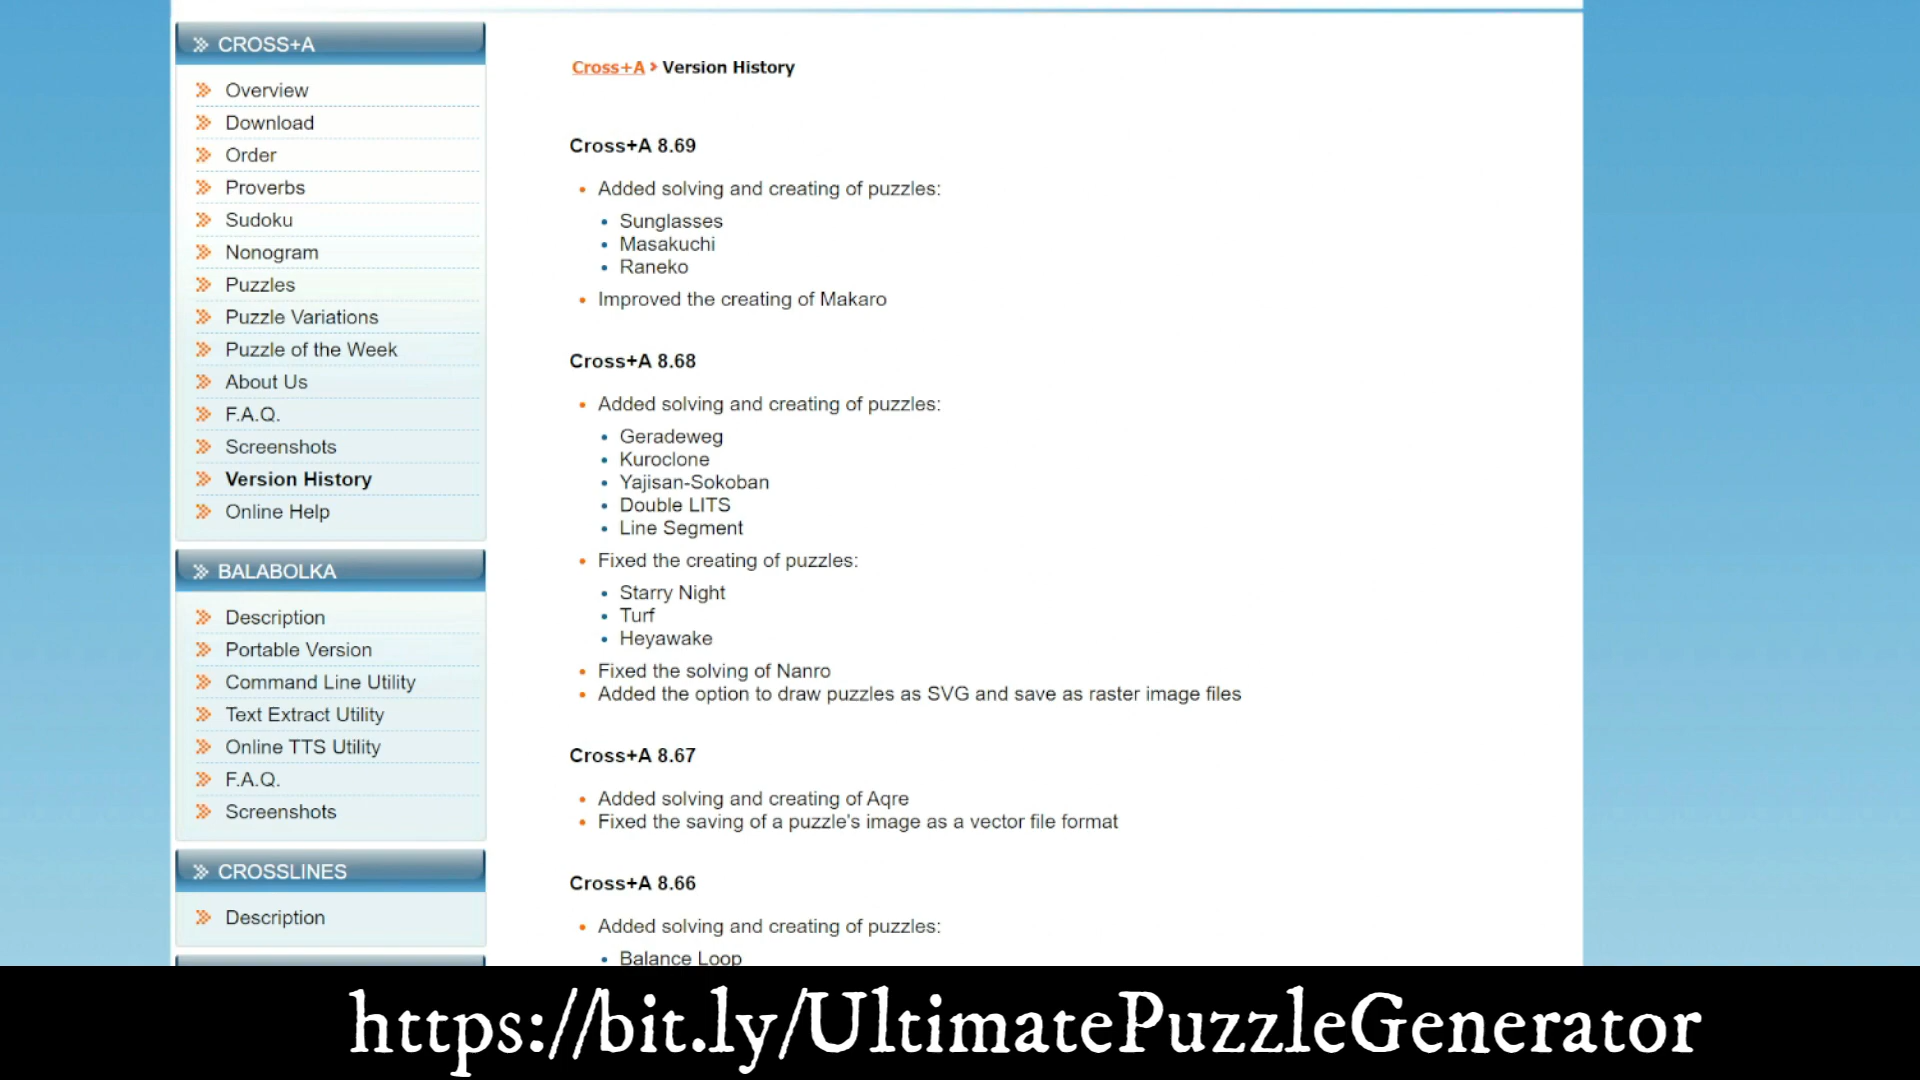 CROSS+A
Overview
Download
Order
Proverbs
Sudoku
Nonogram
Puzzles
Puzzle Variations
Puzzle of the Week
About Us
F.A.Q.
Screenshots
Version History
Online Help
BALABOLKA
Description
Portable Version
Command Line Utility
Text Extract Utility
Online TTS Utility
F.A.Q.
Screenshots
CROSSLINES
Description
Cross+A > Version History
Cross+A 8.69
Added solving and creating of puzzles:
Sunglasses
Masakuchi
Raneko
Improved the creating of Makaro
Cross+A 8.68
Added solving and creating of puzzles:
Geradeweg
Kuroclone
Yajisan-Sokoban
Double LITS
Line Segment
Fixed the creating of puzzles:
Starry Night
Turf
Heyawake
Fixed the solving of Nanro
Added the option to draw puzzles as SVG and save as raster image files
Cross+A 8.67
Added solving and creating of Aqre
Fixed the saving of a puzzle's image as a vector file format
Cross+A 8.66
Added solving and creating of puzzles:
Balance Loop
https://bit.ly/UltimatePuzzleGenerator